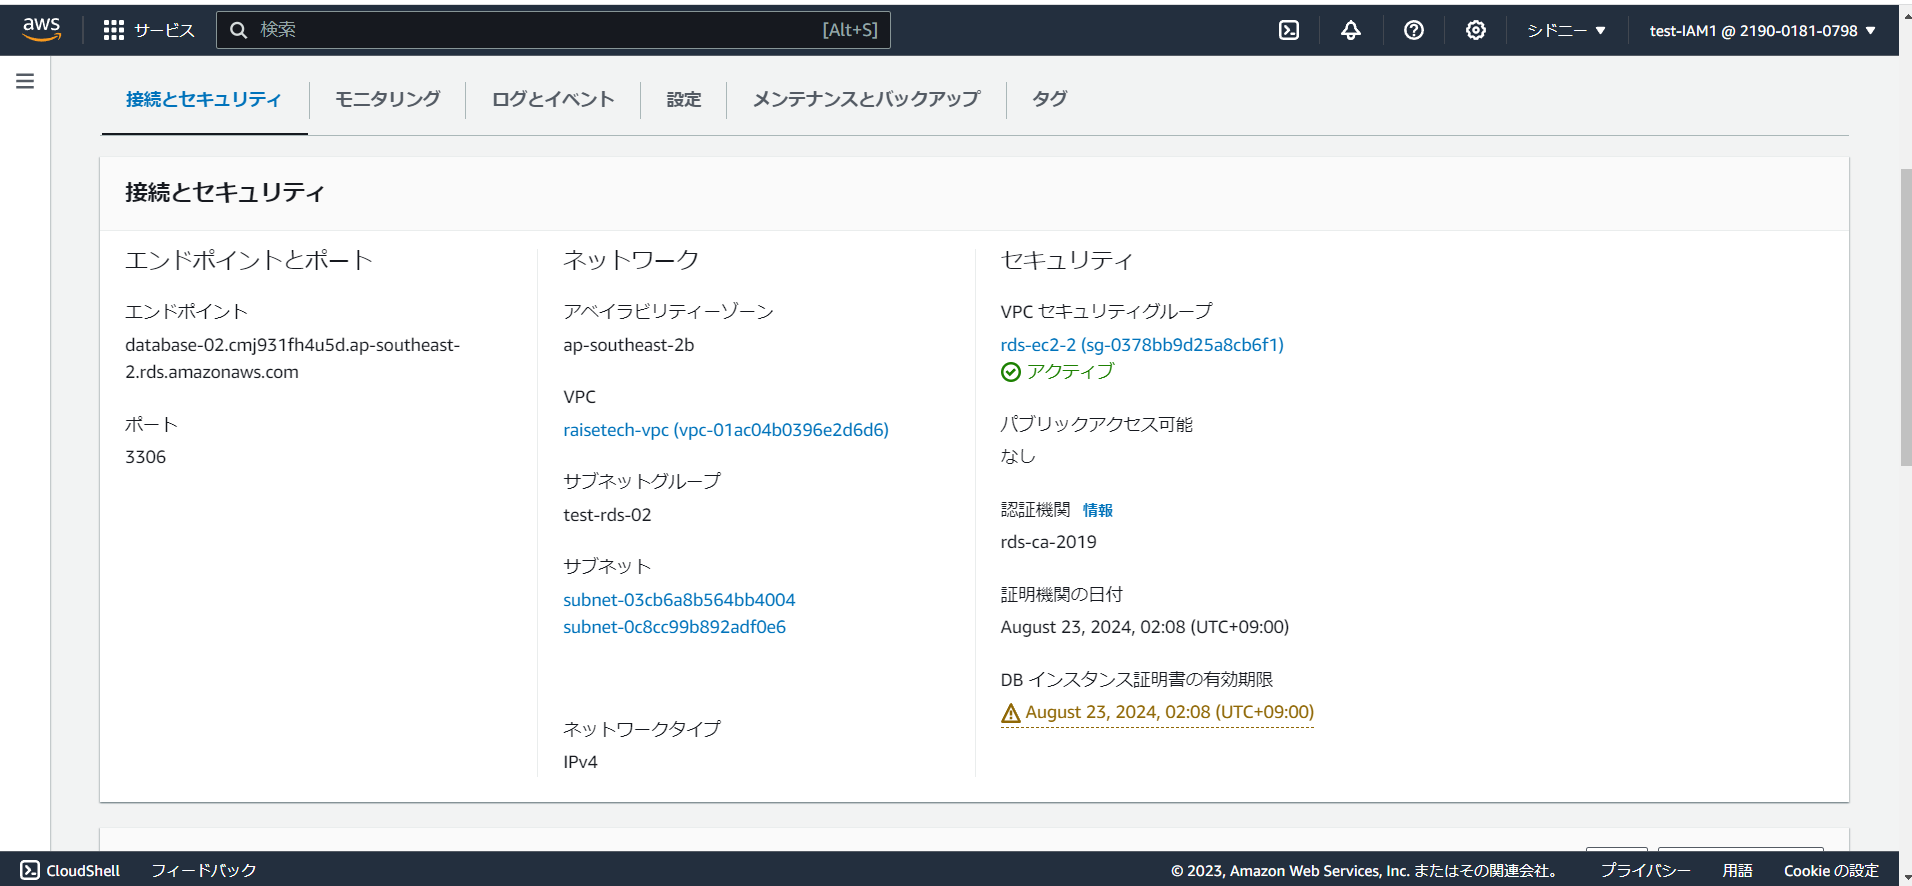 aws
サービス
検索
[Alt+S]
シドニー ▼
test-IAM1 @ 2190-0181-0798 ▼
接続とセキュリティ
モニタリング
ログとイベント
設定
メンテナンスとバックアップ
タグ
接続とセキュリティ
エンドポイントとポート
エンドポイント
database-02.cmj931fh4u5d.ap-southeast-
2.rds.amazonaws.com
ポート
3306
ネットワーク
アベイラビリティーゾーン
ap-southeast-2b
VPC
raisetech-vpc (vpc-01ac04b0396e2d6d6)
サブネットグループ
test-rds-02
サブネット
subnet-03cb6a8b564bb4004
subnet-0c8cc99b892adf0e6
ネットワークタイプ
IPv4
セキュリティ
VPC セキュリティグループ
rds-ec2-2 (sg-0378bb9d25a8cb6f1)
アクティブ
パブリックアクセス可能
なし
認証機関 情報
rds-ca-2019
証明機関の日付
August 23, 2024, 02:08 (UTC+09:00)
DB インスタンス証明書の有効期限
August 23, 2024, 02:08 (UTC+09:00)
CloudShell
フィードバック
© 2023, Amazon Web Services, Inc. またはその関連会社。
プライバシー
用語
Cookie の設定